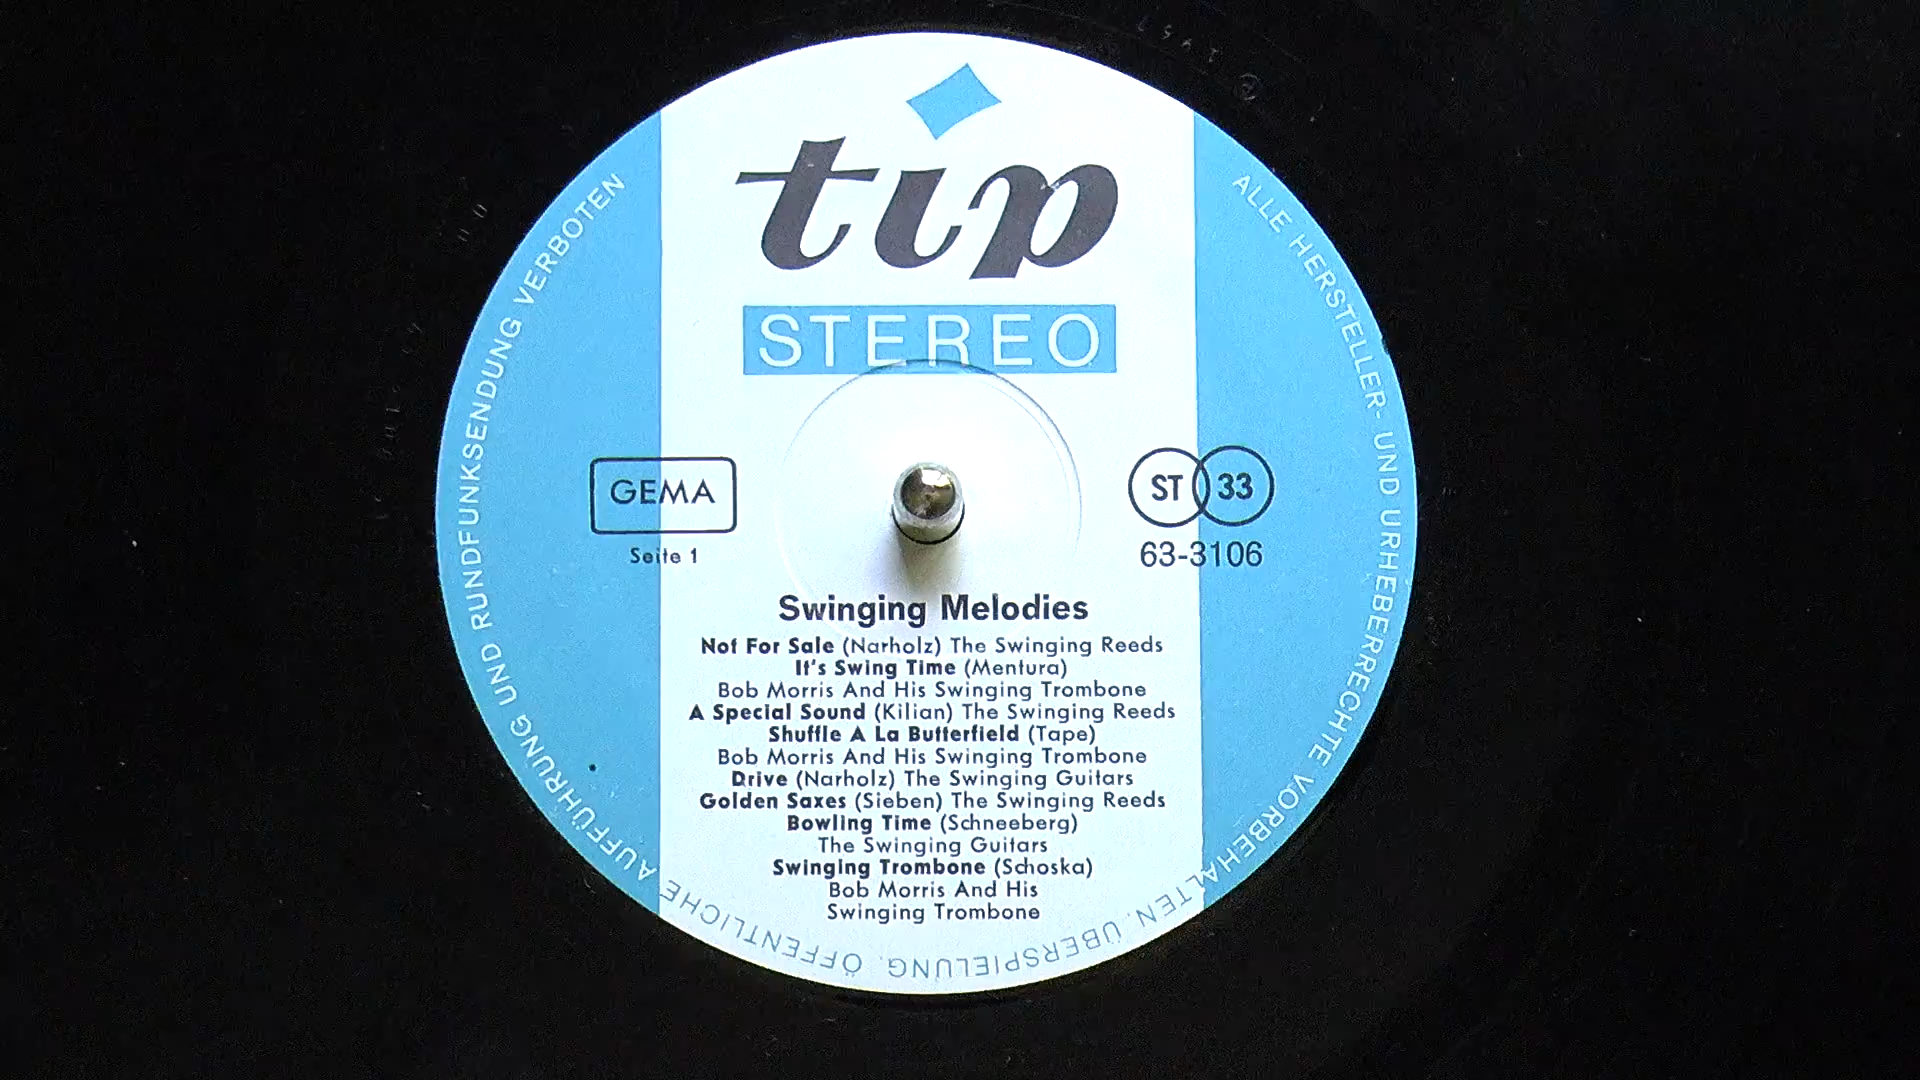 tip
STEREO
GEMA
Seite 1
ST 33
63-3106
Swinging Melodies
Not For Sale (Narholz) The Swinging Reeds
It's Swing Time (Mentura)
Bob Morris And His Swinging Trombone
A Special Sound (Kilian) The Swinging Reeds
Shuffle A La Butterfield (Tape)
Bob Morris And His Swinging Trombone
Drive (Narholz) The Swinging Guitars
Golden Saxes (Sieben) The Swinging Reeds
Bowling Time (Schneeberg)
The Swinging Guitars
Swinging Trombone (Schoska)
Bob Morris And His
Swinging Trombone
ALLE HERSTELLER- UND URHEBERRECHTE VORBEHALTEN. ÜBERSPIELUNG, ÖFFENTLICHE AUFFÜHRUNG UND RUNDFUNKSENDUNG VERBOTEN